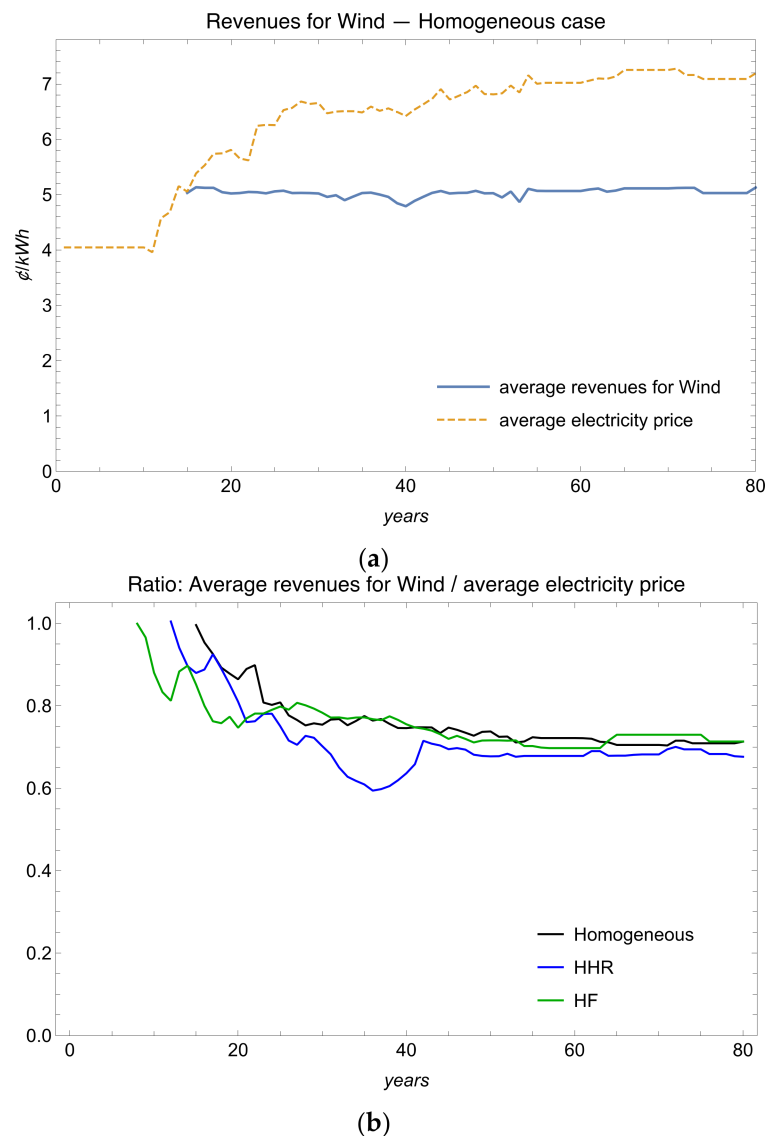 Revenues for Wind — Homogeneous case
7
6
5
4
3
2
1
0
¢/kWh
average revenues for Wind
average electricity price
0 20 40 60 80
years
(a)
Ratio: Average revenues for Wind / average electricity price
1.0
0.8
0.6
0.4
0.2
0.0
Homogeneous
HHR
HF
0 20 40 60 80
years
(b)